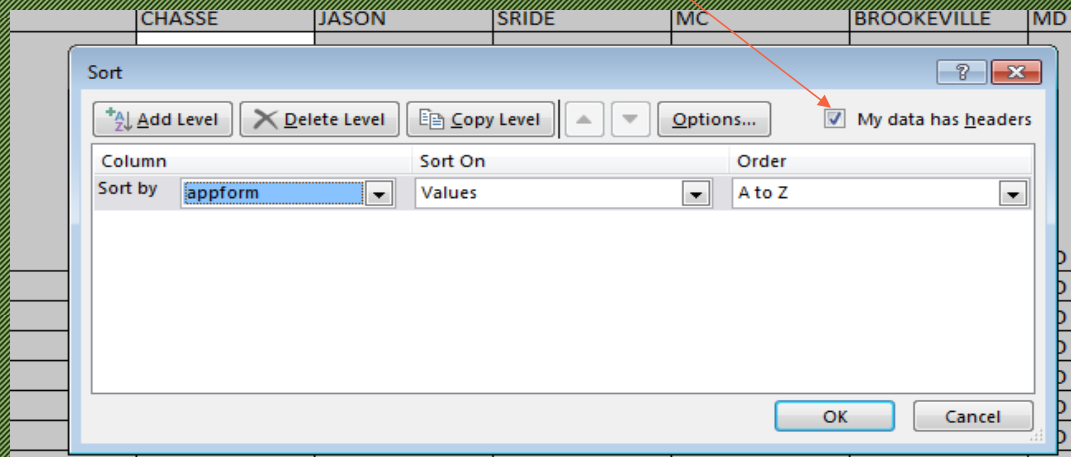 CHASSE JASON SRIDE MC BROOKEVILLE MD
Sort
Add Level Delete Level Copy Level Options... My data has headers
Column Sort On Order
Sort by appform Values A to Z
OK Cancel